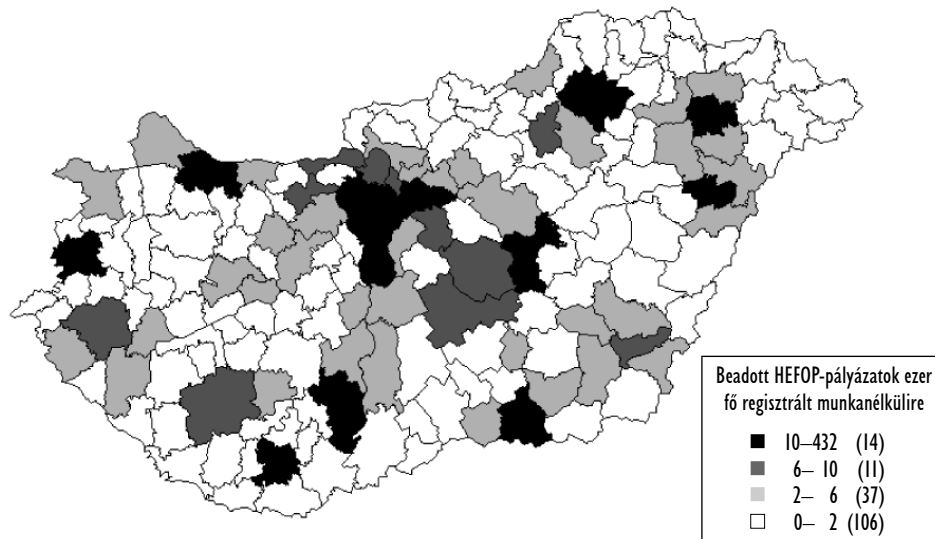 Beadott HEFOP-pályázatok ezer
fő regisztrált munkanélkülire
10–432 (14)
6– 10 (11)
2– 6 (37)
0– 2 (106)